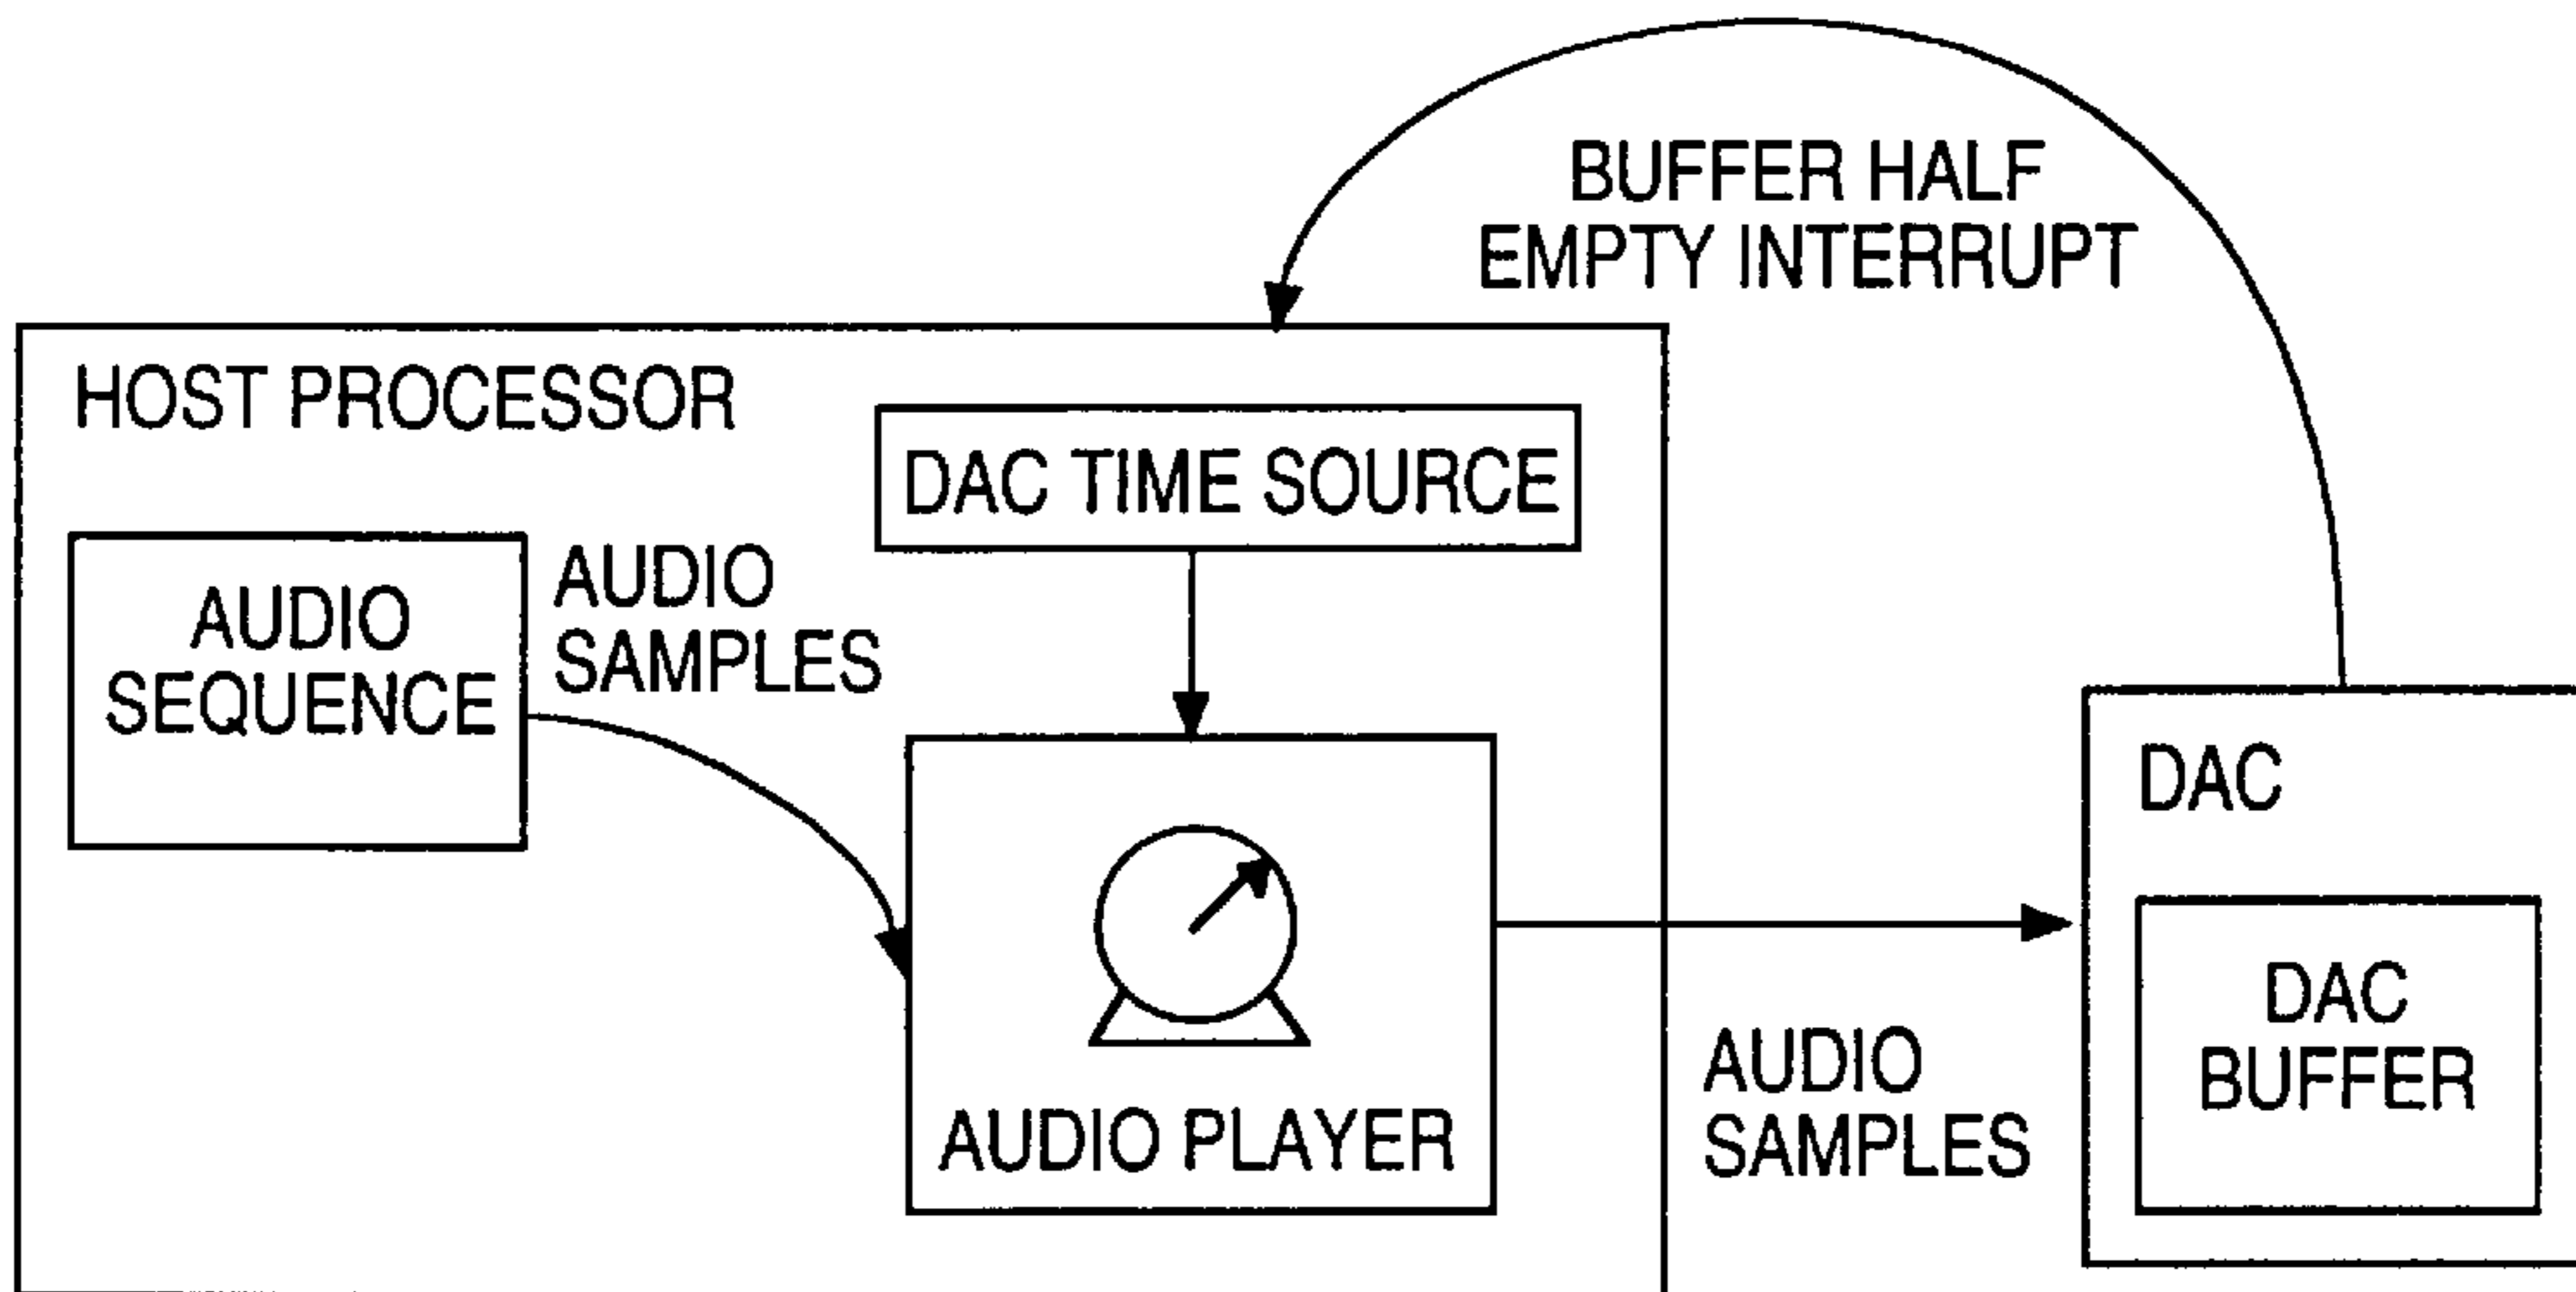 BUFFER HALF
EMPTY INTERRUPT
HOST PROCESSOR
DAC TIME SOURCE
AUDIO
SEQUENCE
AUDIO
SAMPLES
DAC
DAC
BUFFER
AUDIO PLAYER
AUDIO
SAMPLES